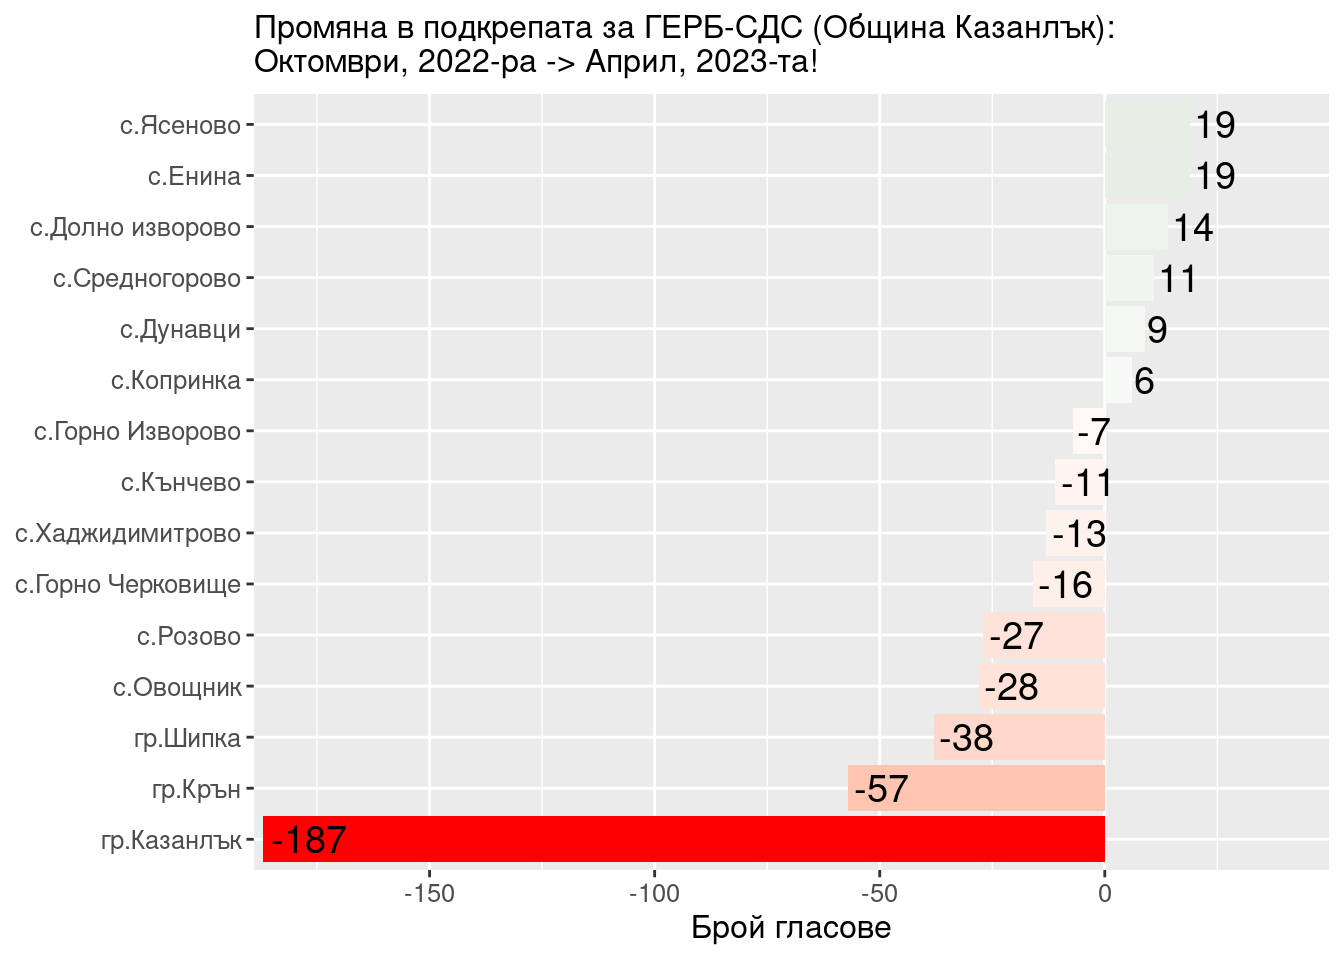 Промяна в подкрепата за ГЕРБ-СДС (Община Казанлък):
Октомври, 2022-ра -> Април, 2023-та!
с.Ясеново 19
с.Енина 19
с.Долно изворово 14
с.Средногорово 11
с.Дунавци 9
с.Копринка 6
с.Горно Изворово -7
с.Кънчево -11
с.Хаджидимитрово -13
с.Горно Черковище -16
с.Розово -27
с.Овощник -28
гр.Шипка -38
гр.Крън -57
гр.Казанлък -187
-150 -100 -50 0
Брой гласове